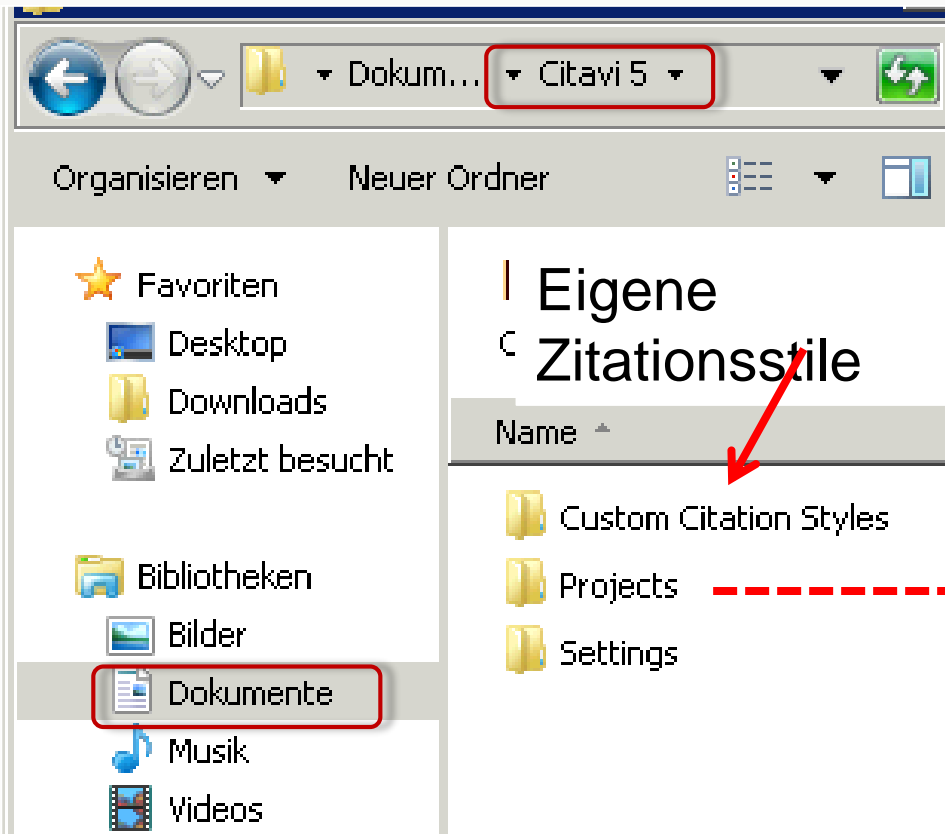 Dokum... Citavi 5
Organisieren Neuer Ordner
Favoriten
Desktop
Downloads
Zuletzt besucht
Bibliotheken
Bilder
Dokumente
Musik
Videos
Eigene
Zitationsstile
Name
Custom Citation Styles
Projects
Settings